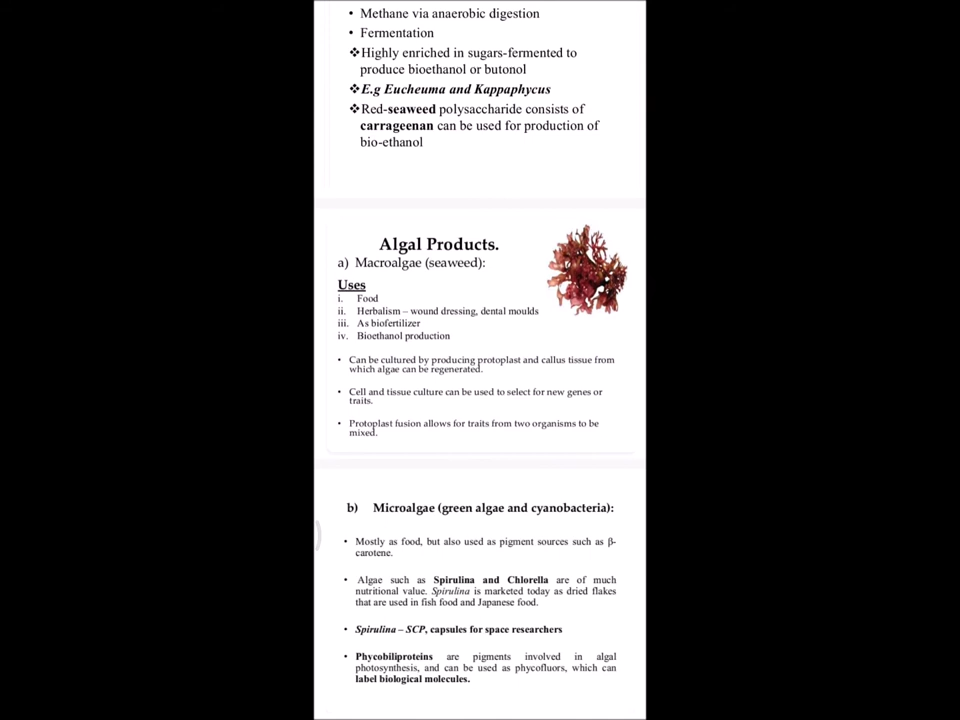 • Methane via anaerobic digestion
• Fermentation
❖Highly enriched in sugars-fermented to
produce bioethanol or butonol
❖E.g Eucheuma and Kappaphycus
❖Red-seaweed polysaccharide consists of
carrageenan can be used for production of
bio-ethanol
Algal Products.
a) Macroalgae (seaweed):
Uses
i. Food
ii. Herbalism – wound dressing, dental moulds
iii. As biofertilizer
iv. Bioethanol production
• Can be cultured by producing protoplast and callus tissue from
which algae can be regenerated.
• Cell and tissue culture can be used to select for new genes or
traits.
• Protoplast fusion allows for traits from two organisms to be
mixed.
b) Microalgae (green algae and cyanobacteria):
• Mostly as food, but also used as pigment sources such as β-
carotene.
• Algae such as Spirulina and Chlorella are of much
nutritional value. Spirulina is marketed today as dried flakes
that are used in fish food and Japanese food.
• Spirulina – SCP, capsules for space researchers
• Phycobiliproteins are pigments involved in algal
photosynthesis, and can be used as phycofluors, which can
label biological molecules.